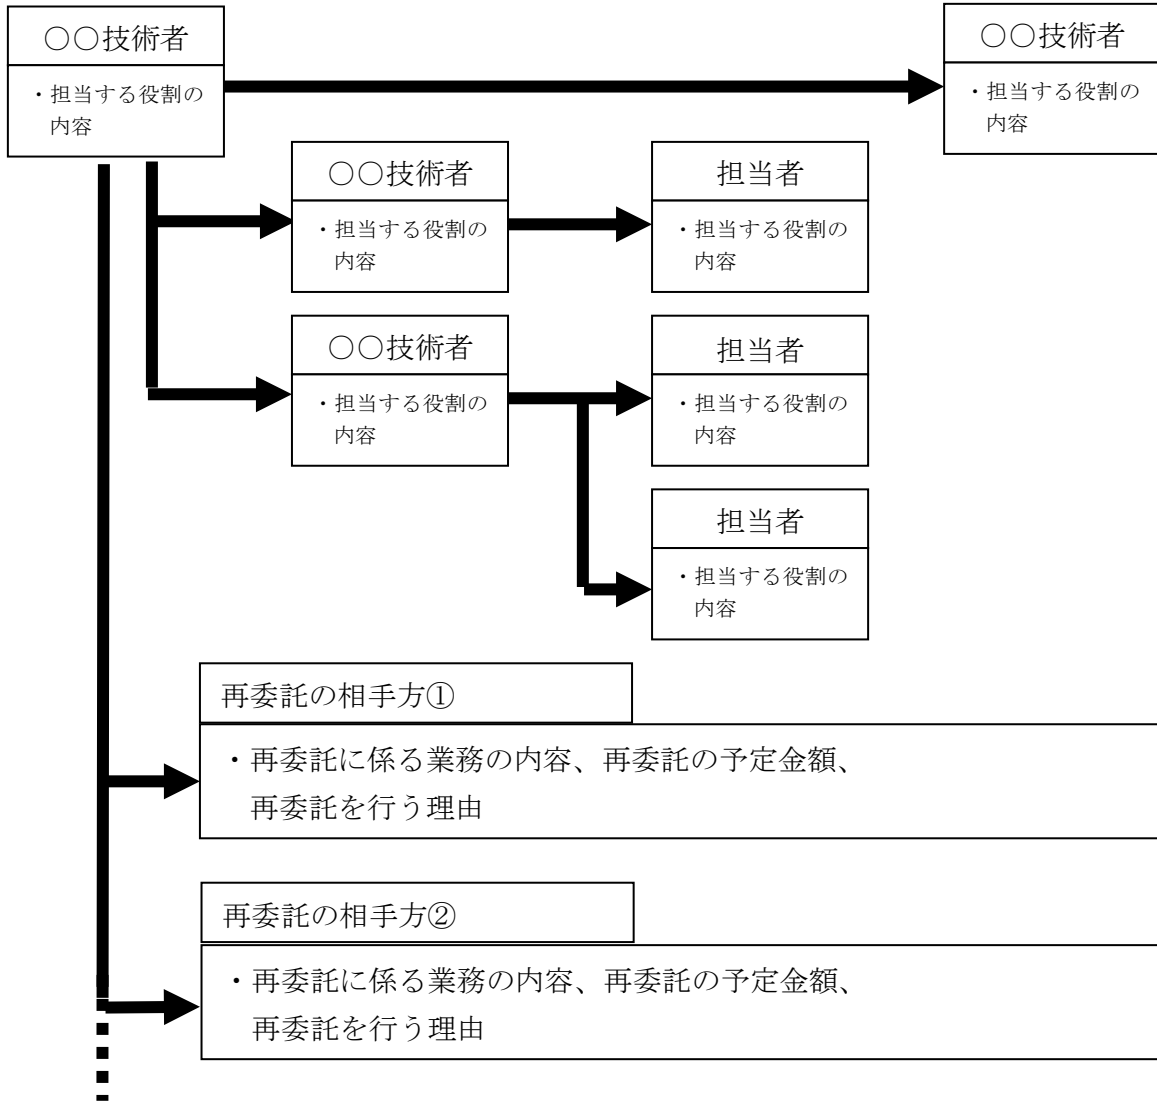 〇〇技術者
・担当する役割の
内容
〇〇技術者
・担当する役割の
内容
〇〇技術者
・担当する役割の
内容
担当者
・担当する役割の
内容
〇〇技術者
・担当する役割の
内容
担当者
・担当する役割の
内容
担当者
・担当する役割の
内容
再委託の相手方①
・再委託に係る業務の内容、再委託の予定金額、
再委託を行う理由
再委託の相手方②
・再委託に係る業務の内容、再委託の予定金額、
再委託を行う理由